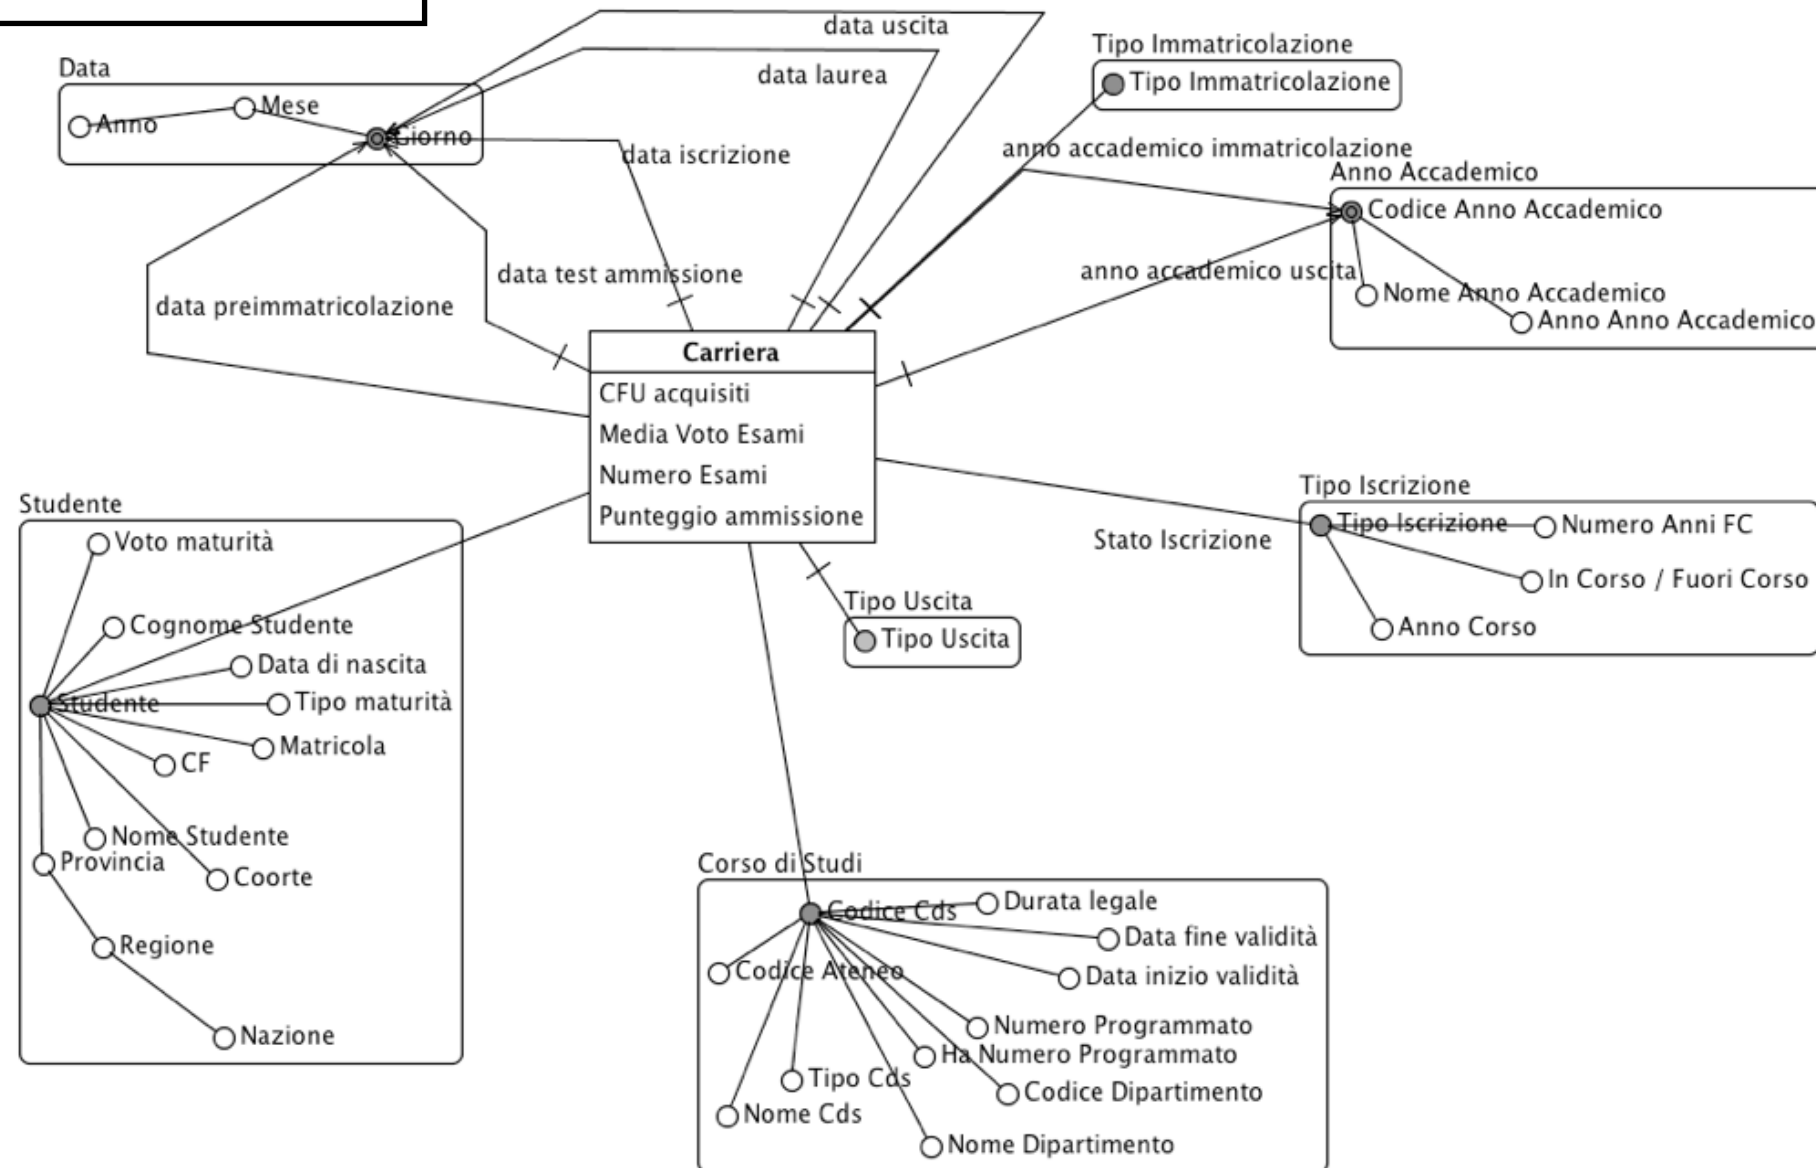 data uscita
Tipo Immatricolazione
Data
data laurea
Tipo Immatricolazione
Mese
Anno
Giorno
data iscrizione
anno accademico immatricolazione
Anno Accademico
Codice Anno Accademico
data test ammissione
anno accademico uscita
data preimmatricolazione
Nome Anno Accademico
Anno Anno Accademico
Carriera
CFU acquisiti
Media Voto Esami
Numero Esami
Punteggio ammissione
Tipo Iscrizione
Tipo Iscrizione
Numero Anni FC
Stato Iscrizione
In Corso / Fuori Corso
Anno Corso
Studente
Voto maturità
Cognome Studente
Data di nascita
Studente
Tipo maturità
Matricola
CF
Nome Studente
Provincia
Coorte
Regione
Nazione
Tipo Uscita
Tipo Uscita
Corso di Studi
Codice Cds
Durata legale
Data fine validità
Codice Ateneo
Data inizio validità
Numero Programmato
Ha Numero Programmato
Tipo Cds
Codice Dipartimento
Nome Cds
Nome Dipartimento